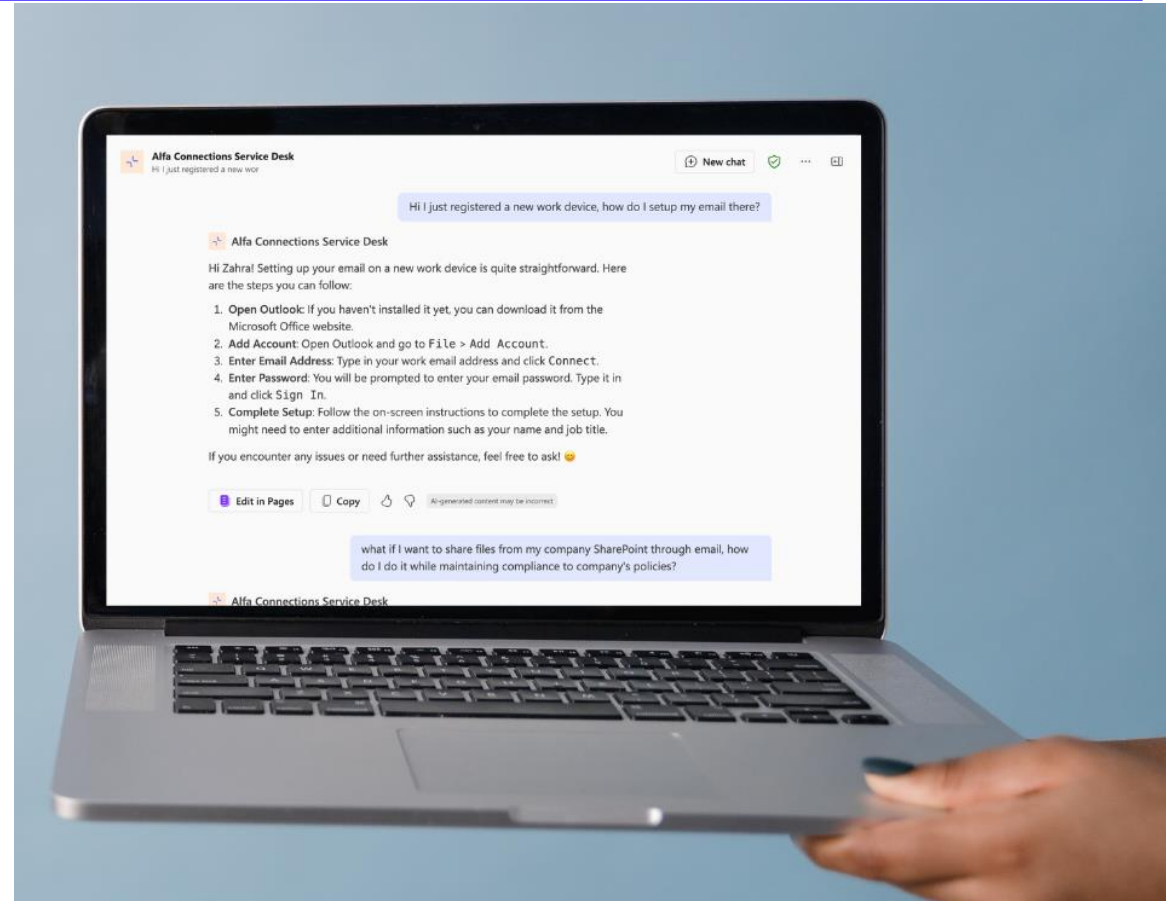 Alfa Connections Service Desk
Hi I just registered a new wor
New chat
Hi I just registered a new work device, how do I setup my email there?
Alfa Connections Service Desk
Hi Zahra! Setting up your email on a new work device is quite straightforward. Here
are the steps you can follow:
1. Open Outlook: If you haven't installed it yet, you can download it from the
Microsoft Office website.
2. Add Account: Open Outlook and go to File > Add Account.
3. Enter Email Address: Type in your work email address and click Connect.
4. Enter Password: You will be prompted to enter your email password. Type it in
and click Sign In.
5. Complete Setup: Follow the on-screen instructions to complete the setup. You
might need to enter additional information such as your name and job title.
If you encounter any issues or need further assistance, feel free to ask! 😊
Edit in Pages
Copy
AI-generated content may be incorrect
what if I want to share files from my company SharePoint through email, how
do I do it while maintaining compliance to company's policies?
Alfa Connections Service Desk